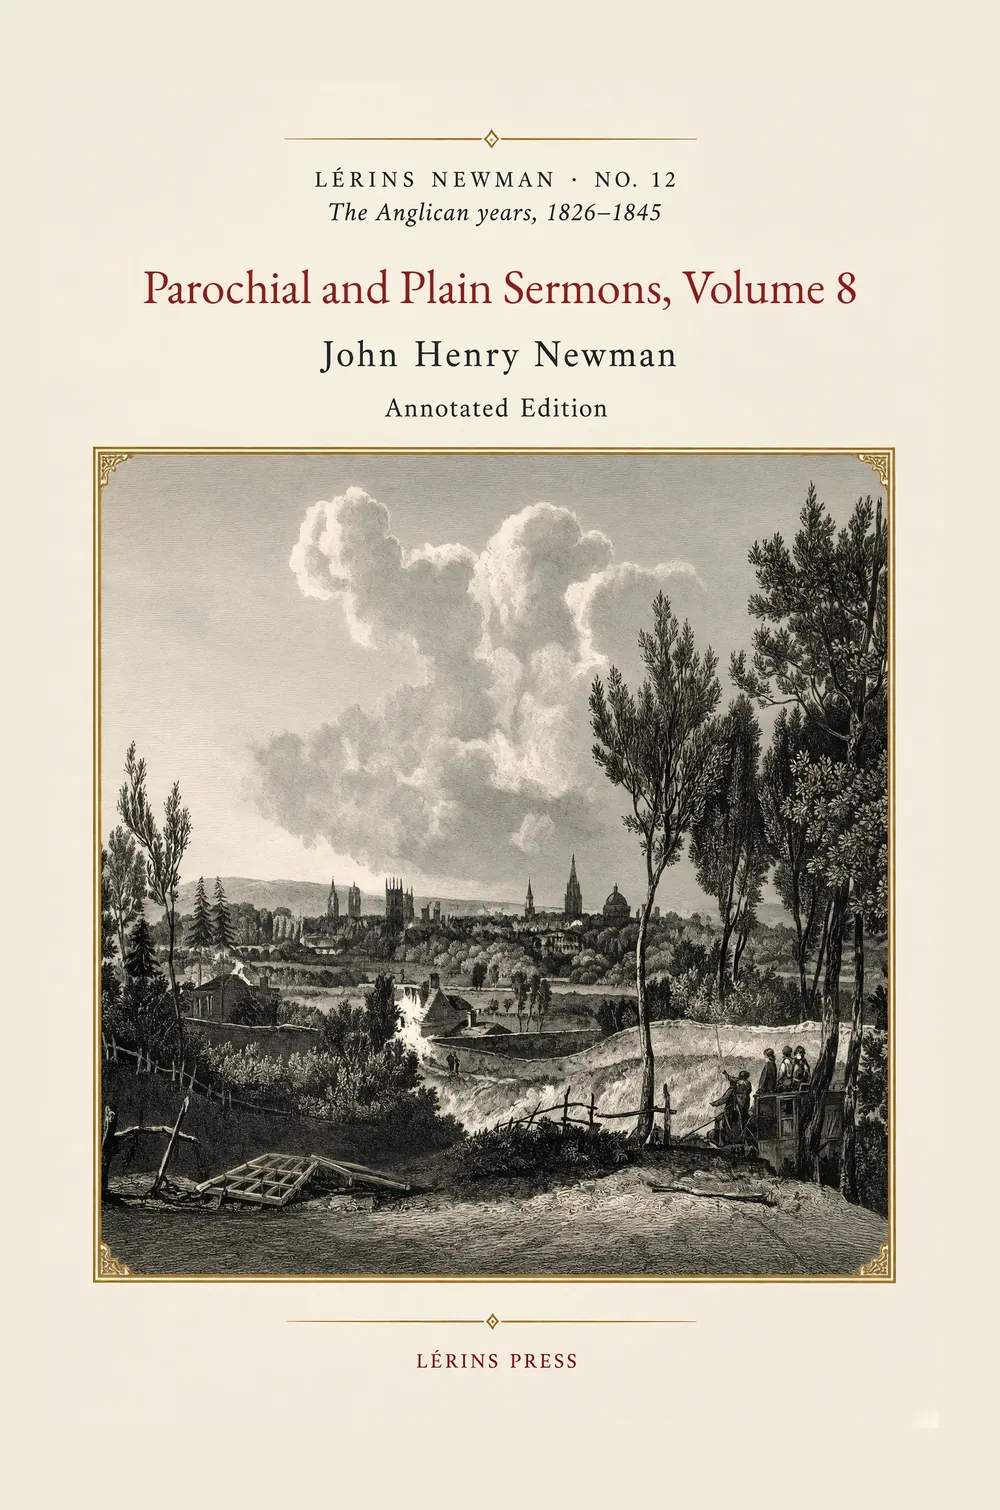 LÉRINS NEWMAN · NO. 12
The Anglican years, 1826–1845
Parochial and Plain Sermons, Volume 8
John Henry Newman
Annotated Edition
LÉRINS PRESS